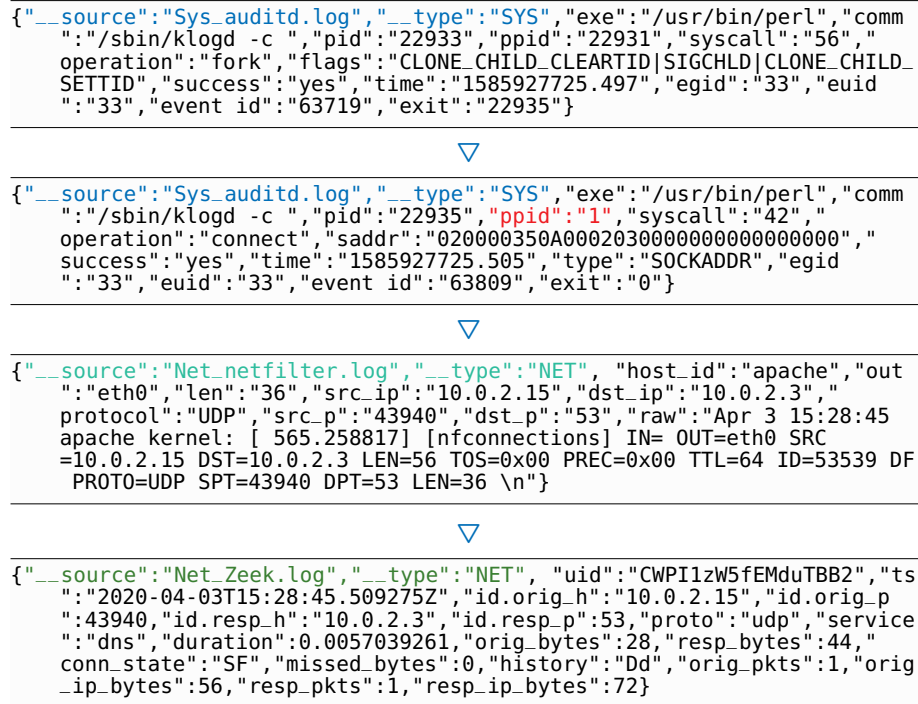 {"__source":"Sys_auditd.log","__type":"SYS","exe":"/usr/bin/perl","comm
":"/sbin/klogd -c ","pid":"22933","ppid":"22931","syscall":"56","
operation":"fork","flags":"CLONE_CHILD_CLEARTID|SIGCHLD|CLONE_CHILD_
SETTID","success":"yes","time":"1585927725.497","egid":"33","euid
":"33","event id":"63719","exit":"22935"}
{"__source":"Sys_auditd.log","__type":"SYS","exe":"/usr/bin/perl","comm
":"/sbin/klogd -c ","pid":"22935","ppid":"1","syscall":"42","
operation":"connect","saddr":"020000350A0002030000000000000000","
success":"yes","time":"1585927725.505","type":"SOCKADDR","egid
":"33","euid":"33","event id":"63809","exit":"0"}
{"__source":"Net_netfilter.log","__type":"NET", "host_id":"apache","out
":"eth0","len":"36","src_ip":"10.0.2.15","dst_ip":"10.0.2.3","
protocol":"UDP","src_p":"43940","dst_p":"53","raw":"Apr 3 15:28:45
apache kernel: [ 565.258817] [nfconnections] IN= OUT=eth0 SRC
=10.0.2.15 DST=10.0.2.3 LEN=56 TOS=0x00 PREC=0x00 TTL=64 ID=53539 DF
PROTO=UDP SPT=43940 DPT=53 LEN=36 \n"}
{"__source":"Net_Zeek.log","__type":"NET", "uid":"CWPI1zW5fEMduTBB2","ts
":"2020-04-03T15:28:45.509275Z","id.orig_h":"10.0.2.15","id.orig_p
":43940,"id.resp_h":"10.0.2.3","id.resp_p":53,"proto":"udp","service
":"dns","duration":0.0057039261,"orig_bytes":28,"resp_bytes":44,"
conn_state":"SF","missed_bytes":0,"history":"Dd","orig_pkts":1,"orig
_ip_bytes":56,"resp_pkts":1,"resp_ip_bytes":72}